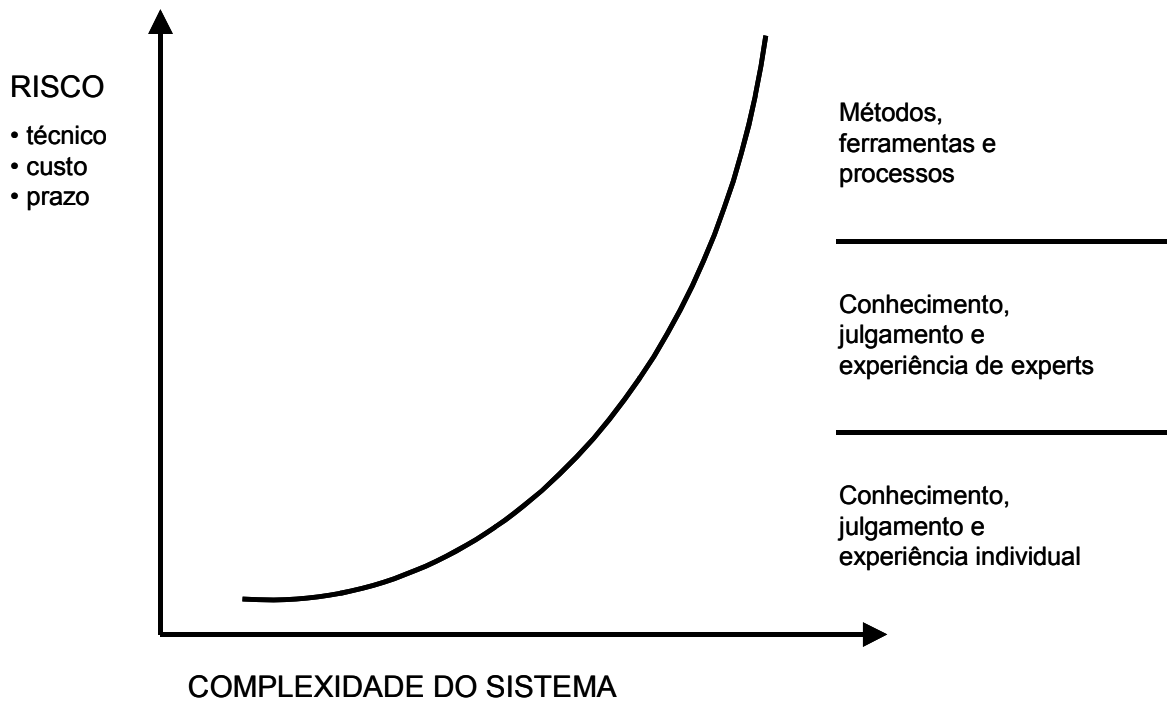 RISCO
• técnico
• custo
• prazo
Métodos,
ferramentas e
processos
Conhecimento,
julgamento e
experiência de experts
Conhecimento,
julgamento e
experiência individual
COMPLEXIDADE DO SISTEMA